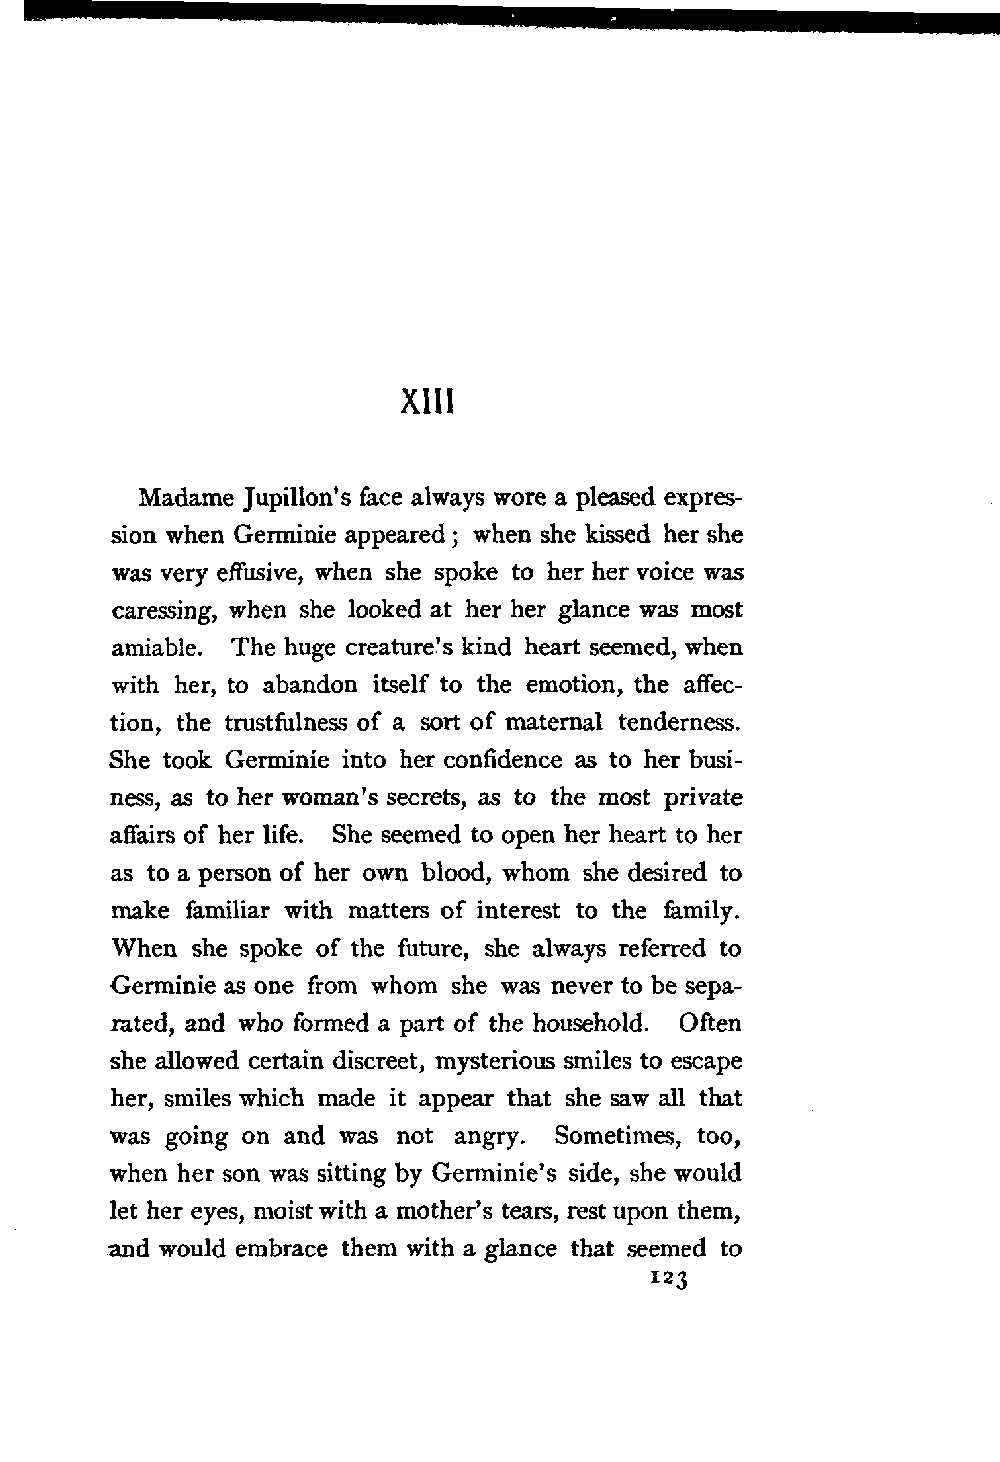 XIII
Madame Jupillon's face always wore a pleased expres-
sion when Germinie appeared; when she kissed her she
was very effusive, when she spoke to her her voice was
caressing, when she looked at her her glance was most
amiable. The huge creature's kind heart seemed, when
with her, to abandon itself to the emotion, the affec-
tion, the trustfulness of a sort of maternal tenderness.
She took Germinie into her confidence as to her busi-
ness, as to her woman's secrets, as to the most private
affairs of her life. She seemed to open her heart to her
as to a person of her own blood, whom she desired to
make familiar with matters of interest to the family.
When she spoke of the future, she always referred to
Germinie as one from whom she was never to be sepa-
rated, and who formed a part of the household. Often
she allowed certain discreet, mysterious smiles to escape
her, smiles which made it appear that she saw all that
was going on and was not angry. Sometimes, too,
when her son was sitting by Germinie's side, she would
let her eyes, moist with a mother's tears, rest upon them,
and would embrace them with a glance that seemed to
123